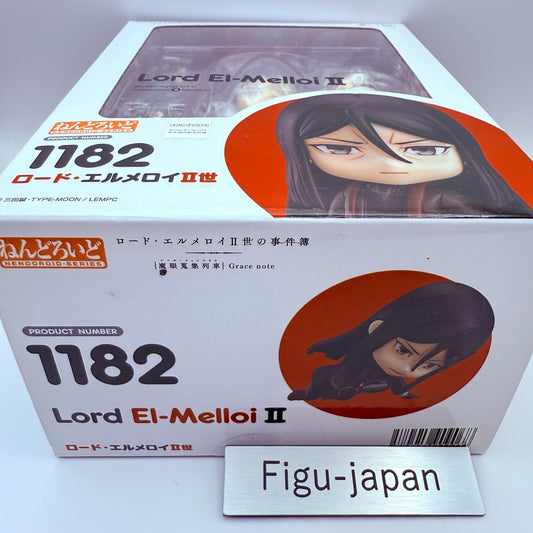 Lord El-Melloi II
ねんどろいど
NENDOROID-SERIES
PRODUCT NUMBER
1182
ロード・エルメロイII世
三田誠・TYPE-MOON / LEMPC
ねんどろいど
NENDOROID-SERIES
ロード・エルメロイII世の事件簿
魔眼蒐集列車 Grace note
PRODUCT NUMBER
1182
Lord El-Melloi II
ロード・エルメロイII世
Figu-japan